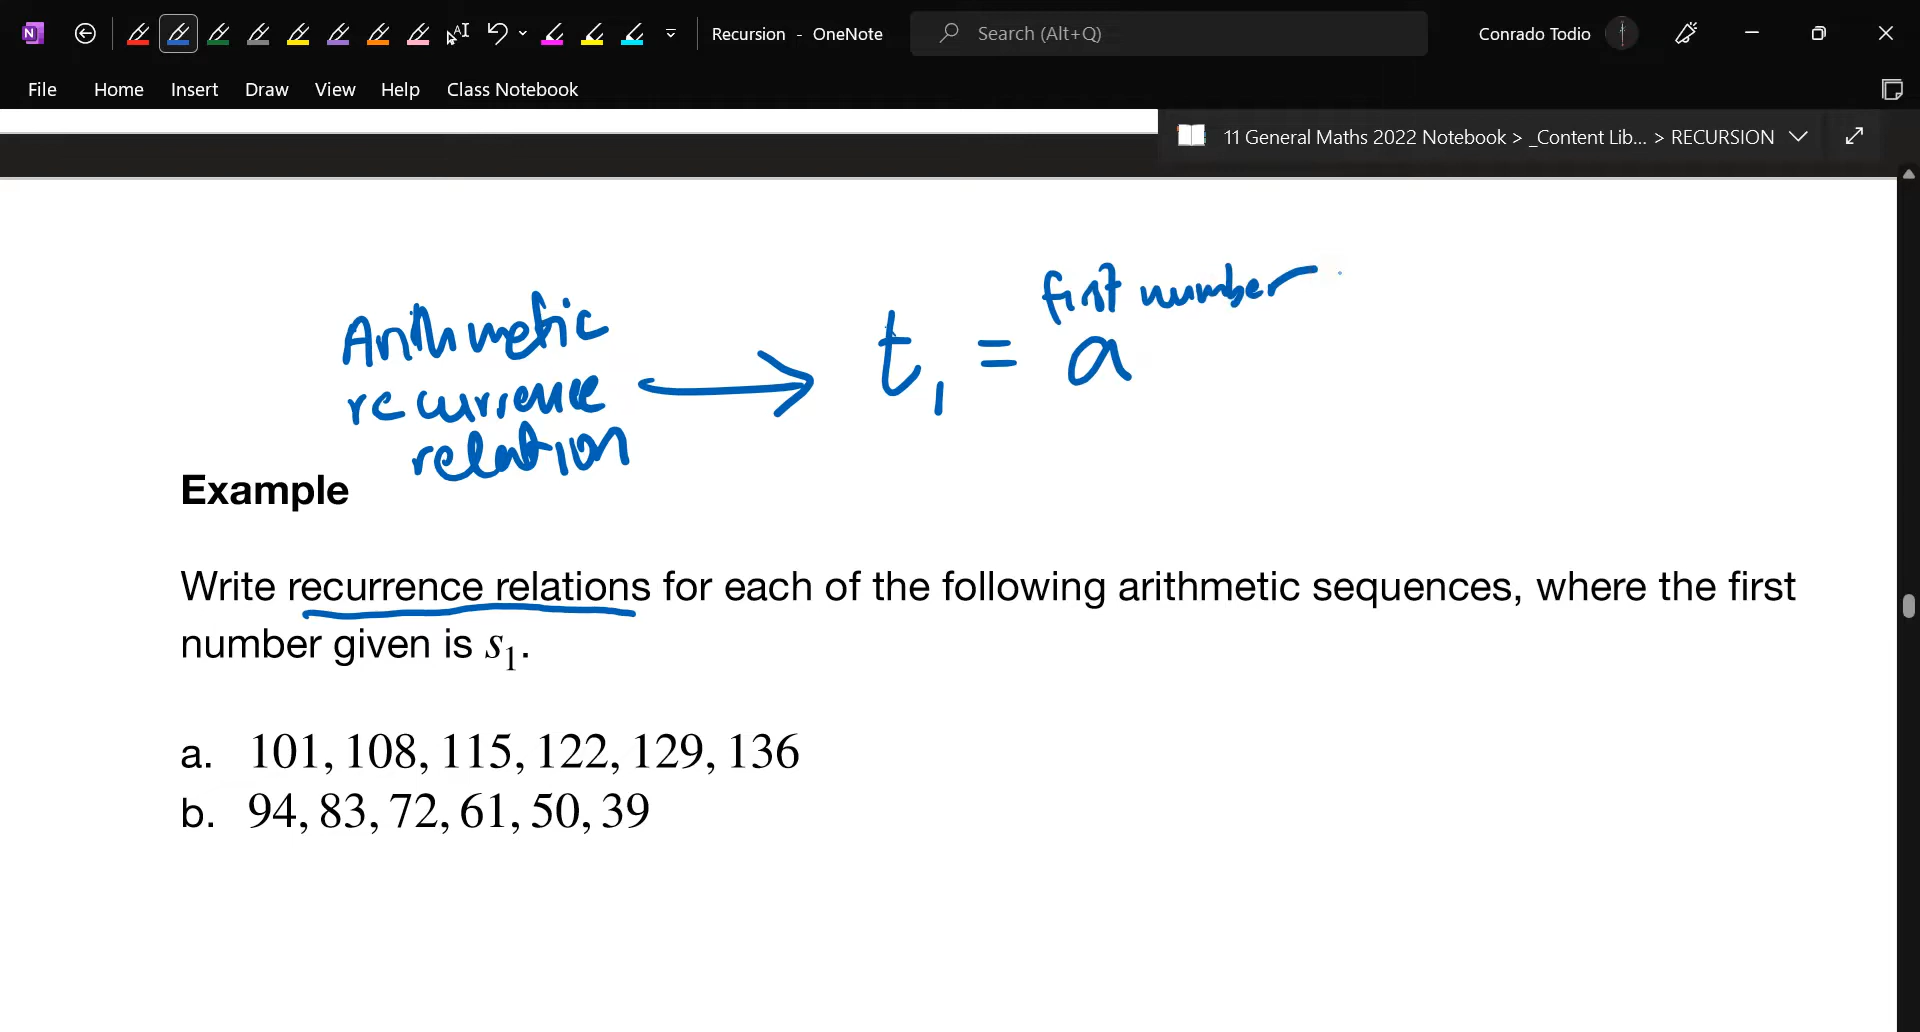 Recursion - OneNote
Search (Alt+Q)
Conrado Todio
File Home Insert Draw View Help Class Notebook
11 General Maths 2022 Notebook > _Content Lib... > RECURSION
first number
Arithmetic
recurrence
relation
t₁ = a
Example
Write recurrence relations for each of the following arithmetic sequences, where the first
number given is s₁.
a. 101, 108, 115, 122, 129, 136
b. 94, 83, 72, 61, 50, 39